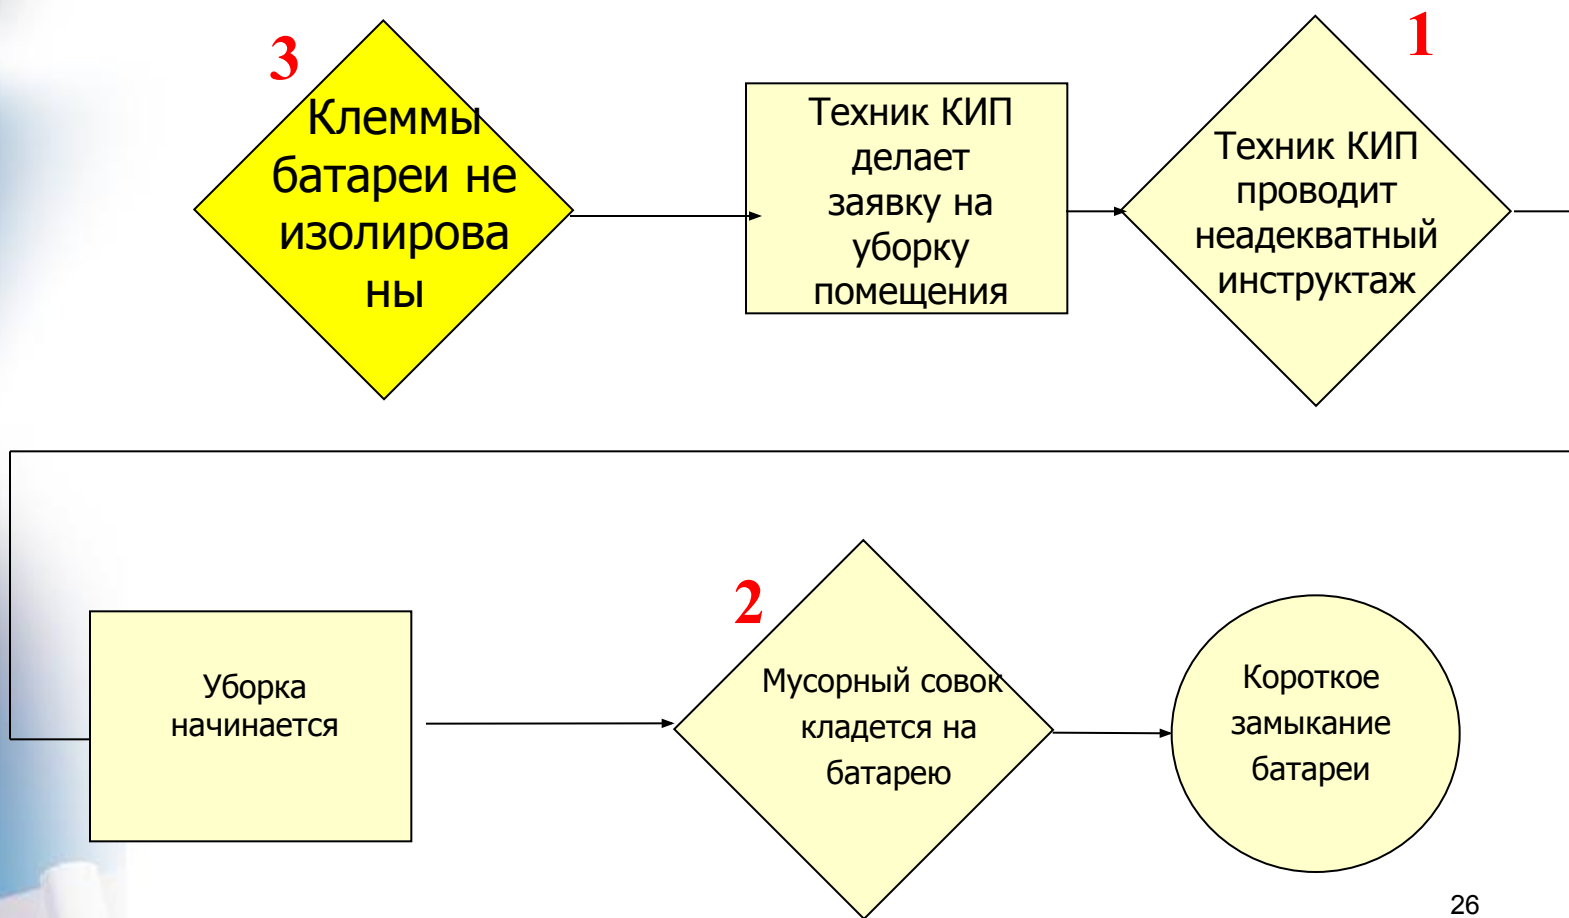 3
Клеммы
батареи не
изолирова
ны
Техник КИП
делает
заявку на
уборку
помещения
1
Техник КИП
проводит
неадекватный
инструктаж
Уборка
начинается
2
Мусорный совок
кладется на
батарею
Короткое
замыкание
батареи
26